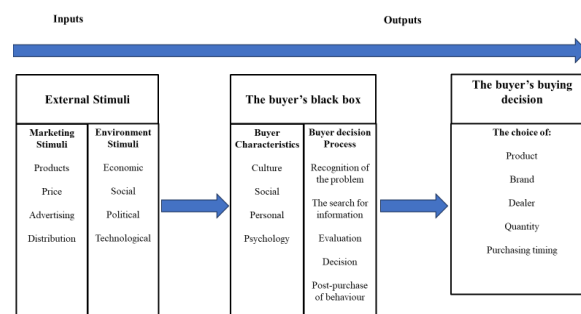 Inputs
Outputs
External Stimuli
Marketing
Stimuli
Products
Price
Advertising
Distribution
Environment
Stimuli
Economic
Social
Political
Technological
The buyer's black box
Buyer
Characteristics
Culture
Social
Personal
Psychology
Buyer decision
Process
Recognition of
the problem
The search for
information
Evaluation
Decision
Post-purchase
of behaviour
The buyer's buying
decision
The choice of:
Product
Brand
Dealer
Quantity
Purchasing timing